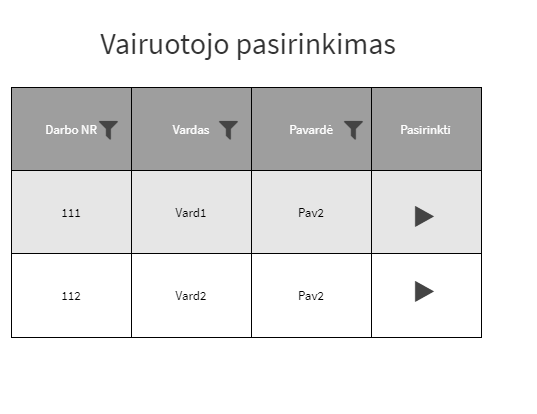 Vairuotojo pasirinkimas
Darbo NR Vardas Pavardė Pasirinkti
111 Vard1 Pav2
112 Vard2 Pav2